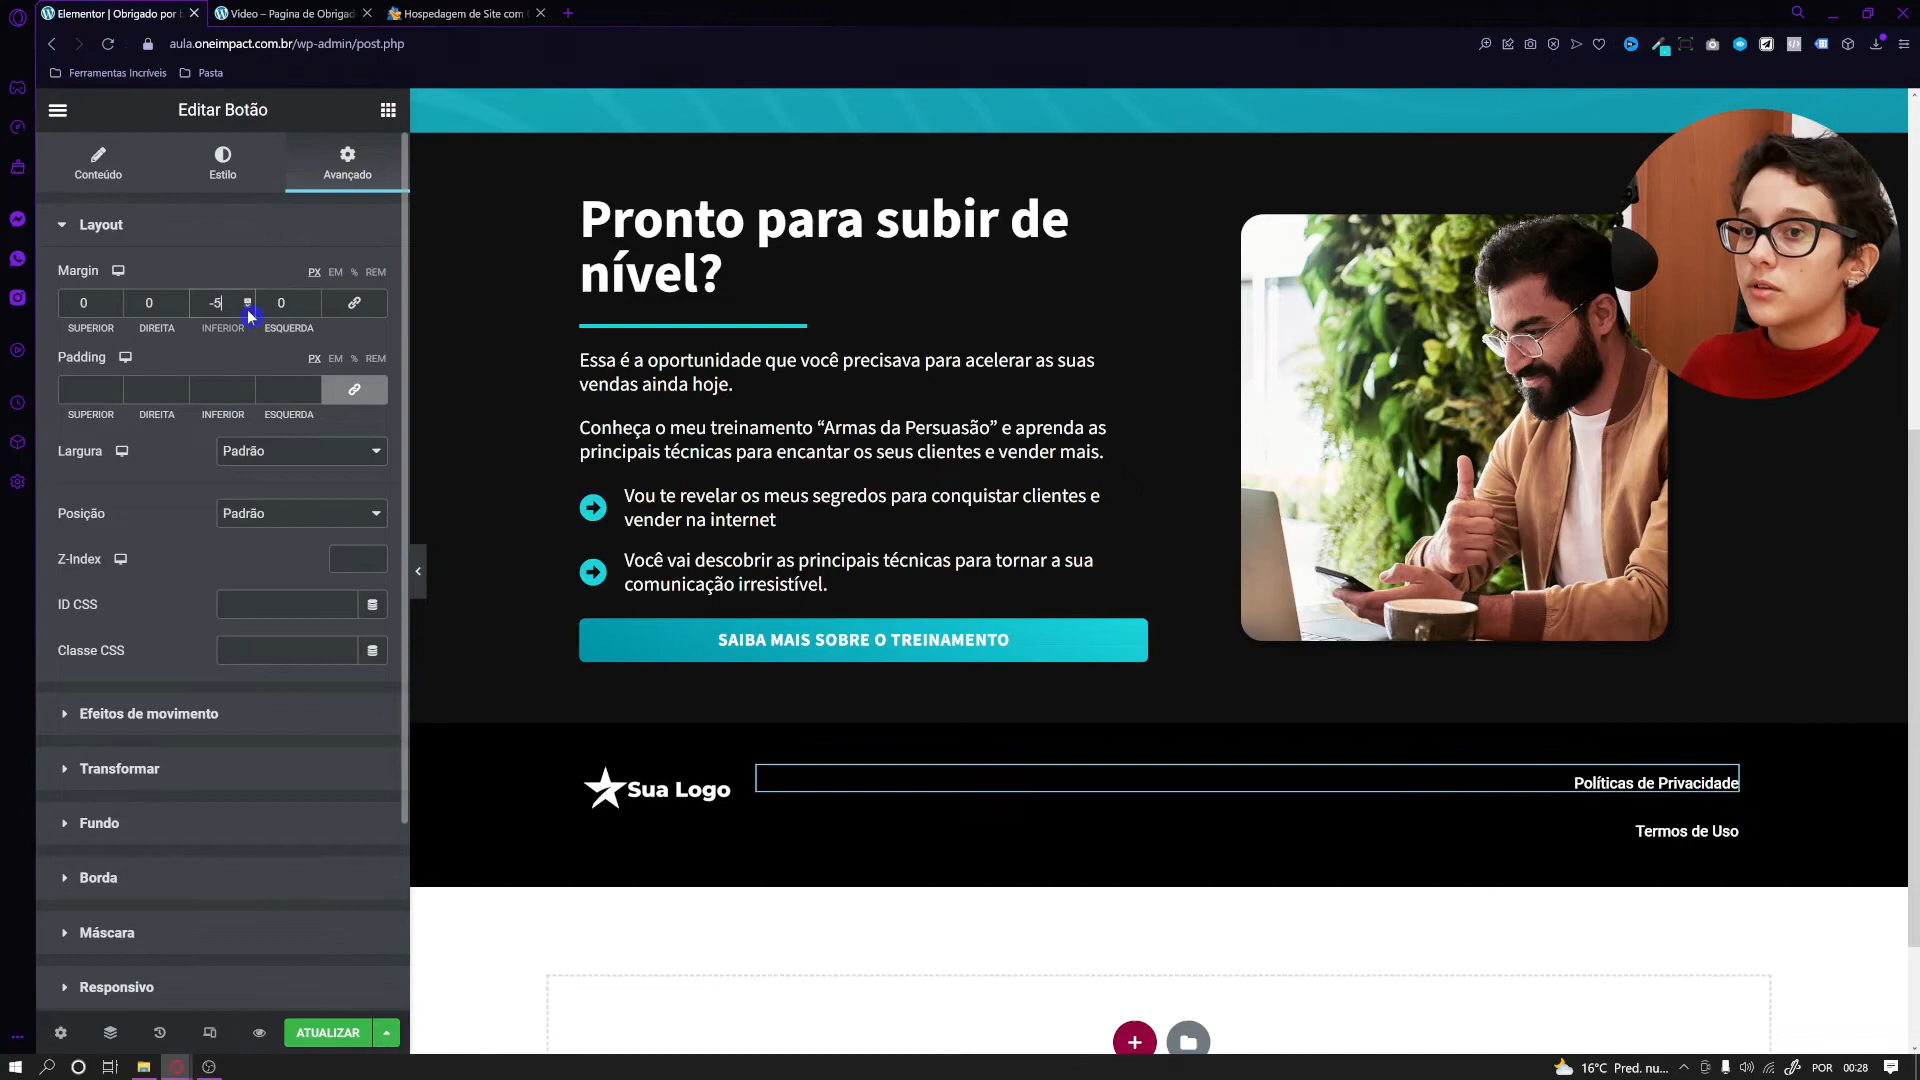 Elementor | Obrigado por b
Video – Pagina de Obrigad
Hospedagem de Site com
aula.oneimpact.com.br/wp-admin/post.php
Ferramentas Incríveis
Pasta
Editar Botão
Conteúdo
Estilo
Avançado
Layout
Margin
PX EM % REM
0 0 -5 0
SUPERIOR DIREITA INFERIOR ESQUERDA
Padding
PX EM % REM
SUPERIOR DIREITA INFERIOR ESQUERDA
Largura
Padrão
Posição
Padrão
Z-Index
ID CSS
Classe CSS
Efeitos de movimento
Transformar
Fundo
Borda
Máscara
Responsivo
ATUALIZAR
Pronto para subir de
nível?
Essa é a oportunidade que você precisava para acelerar as suas
vendas ainda hoje.
Conheça o meu treinamento “Armas da Persuasão” e aprenda as
principais técnicas para encantar os seus clientes e vender mais.
Vou te revelar os meus segredos para conquistar clientes e
vender na internet
Você vai descobrir as principais técnicas para tornar a sua
comunicação irresistível.
SAIBA MAIS SOBRE O TREINAMENTO
Sua Logo
Políticas de Privacidade
Termos de Uso
16°C Pred. nu...
POR
00:28